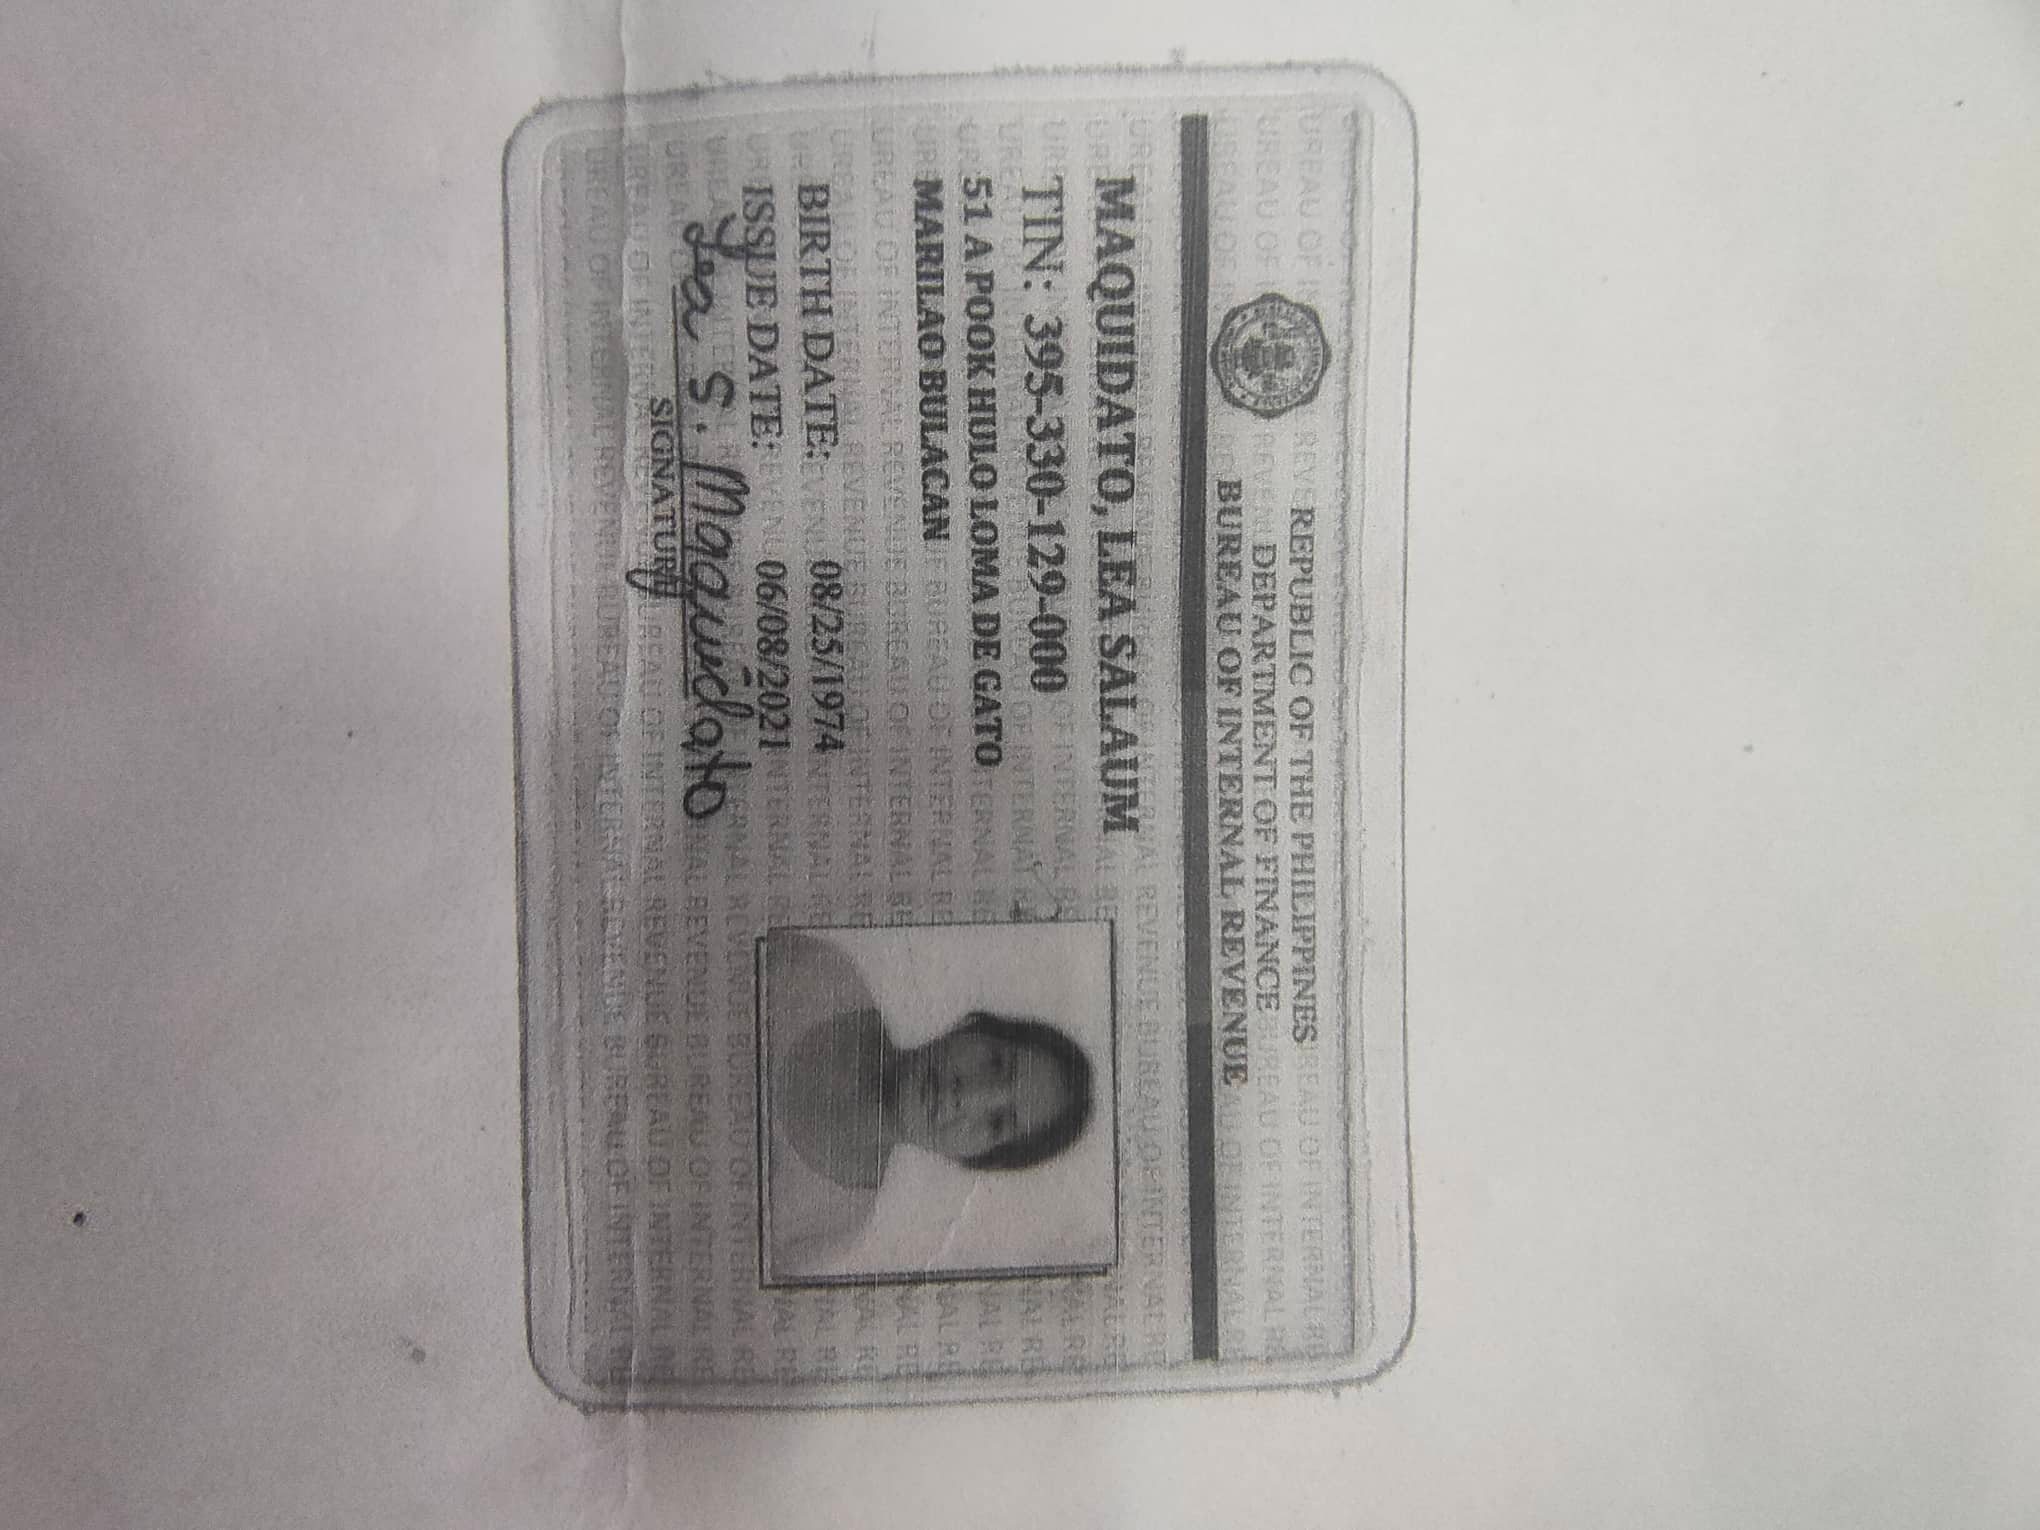 REPUBLIC OF THE PHILIPPINES
DEPARTMENT OF FINANCE
BUREAU OF INTERNAL REVENUE
MAQUIDATO, LEA SALAUM
TIN: 395-330-129-000
51 A POOK HULO LOMA DE GATO
MARILAO BULACAN
BIRTH DATE: 08/25/1974
ISSUE DATE: 06/08/2021
Lea S. Maquidato
SIGNATURE